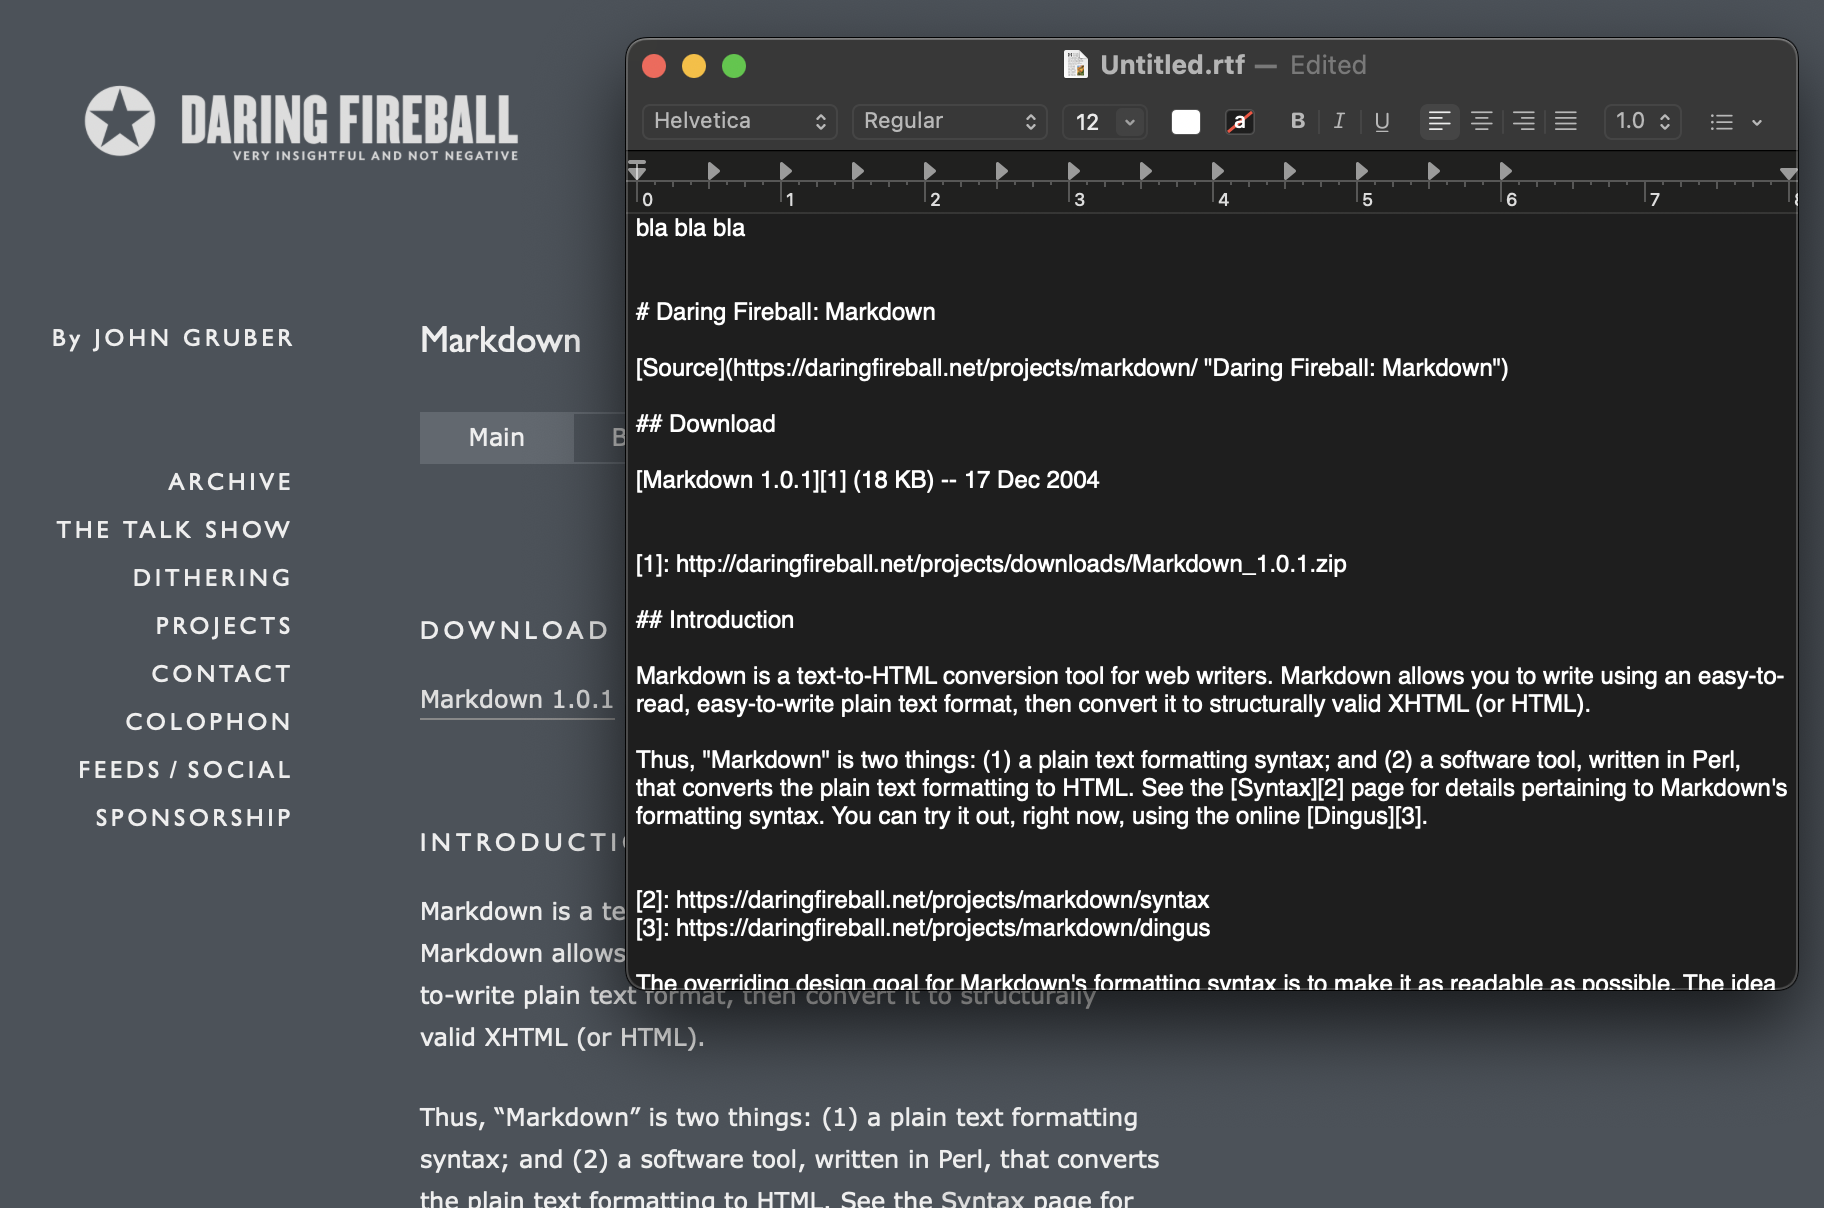 DARING FIREBALL
VERY INSIGHTFUL AND NOT NEGATIVE
By JOHN GRUBER
ARCHIVE
THE TALK SHOW
DITHERING
PROJECTS
CONTACT
COLOPHON
FEEDS / SOCIAL
SPONSORSHIP
Markdown
Main
B
DOWNLOAD
Markdown 1.0.1
INTRODUCTIO
Markdown is a te
Markdown allows
to-write plain text format, then convert it to structurally
valid XHTML (or HTML).
Thus, “Markdown” is two things: (1) a plain text formatting
syntax; and (2) a software tool, written in Perl, that converts
the plain text formatting to HTML. See the Syntax page for
Untitled.rtf — Edited
Helvetica Regular 12 a B I U 1.0
0 1 2 3 4 5 6 7 8
bla bla bla
# Daring Fireball: Markdown
[Source](https://daringfireball.net/projects/markdown/ "Daring Fireball: Markdown")
## Download
[Markdown 1.0.1][1] (18 KB) -- 17 Dec 2004
[1]: http://daringfireball.net/projects/downloads/Markdown_1.0.1.zip
## Introduction
Markdown is a text-to-HTML conversion tool for web writers. Markdown allows you to write using an easy-to-
read, easy-to-write plain text format, then convert it to structurally valid XHTML (or HTML).
Thus, "Markdown" is two things: (1) a plain text formatting syntax; and (2) a software tool, written in Perl,
that converts the plain text formatting to HTML. See the [Syntax][2] page for details pertaining to Markdown's
formatting syntax. You can try it out, right now, using the online [Dingus][3].
[2]: https://daringfireball.net/projects/markdown/syntax
[3]: https://daringfireball.net/projects/markdown/dingus
The overriding design goal for Markdown's formatting syntax is to make it as readable as possible. The idea